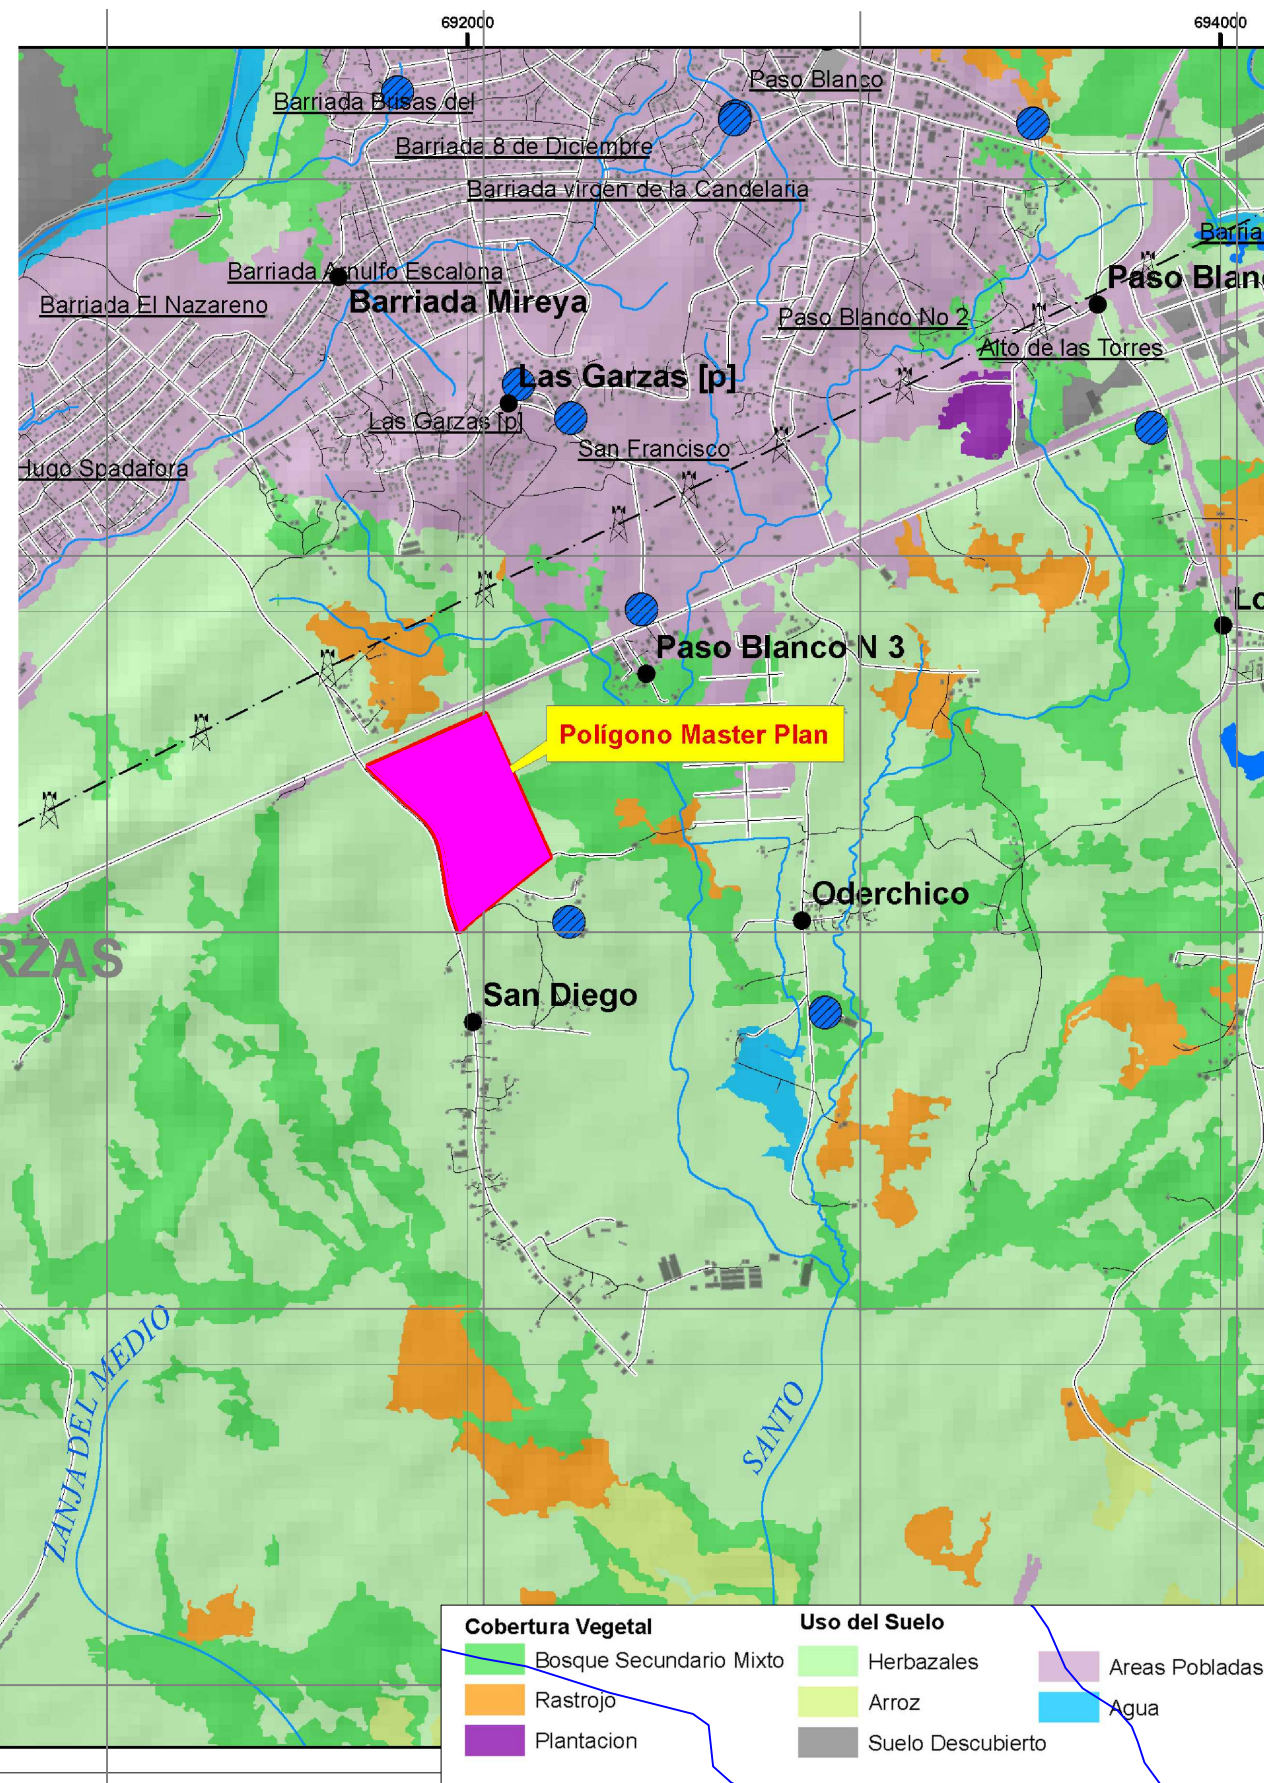 692000
694000
Paso Blanco
Barriada Brisas del
Barriada 8 de Diciembre
Barriada virgen de la Candelaria
Barria
Barriada Arnulfo Escalona
Paso Blanc
Barriada El Nazareno
Barriada Mireya
Paso Blanco No 2
Alto de las Torres
Las Garzas [p]
Las Garzas [p]
San Francisco
Hugo Spadafora
Lo
Paso Blanco N 3
Polígono Master Plan
Oderchico
RZAS
San Diego
ZANJA DEL MEDIO
SANTO
Cobertura Vegetal
Bosque Secundario Mixto
Rastrojo
Plantacion
Uso del Suelo
Herbazales
Arroz
Suelo Descubierto
Areas Pobladas
Agua